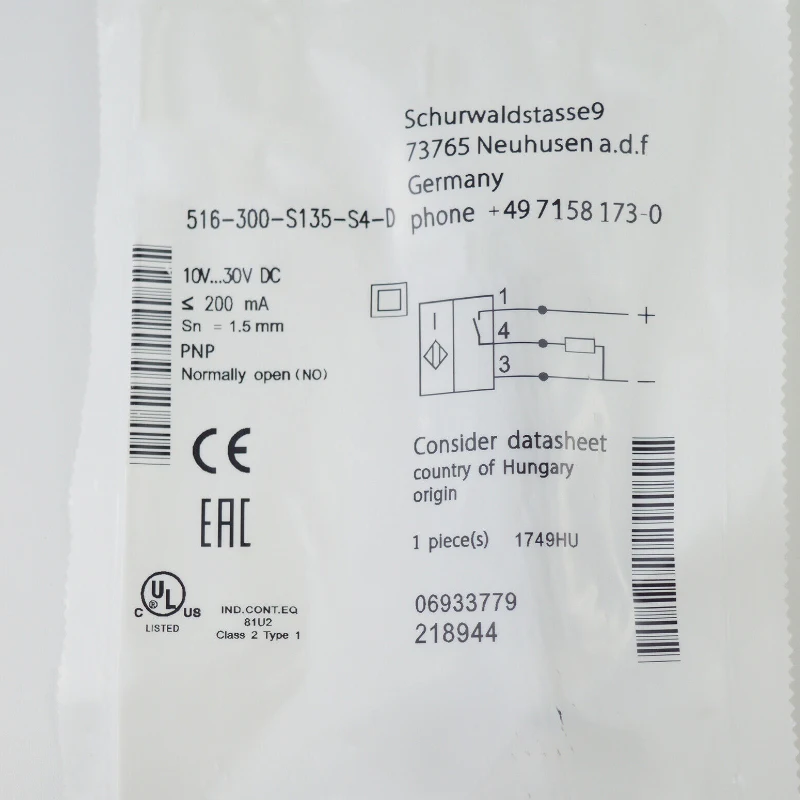 Schurwaldstasse9
73765 Neuhusen a.d.f
Germany
phone +49 7158 173-0
516-300-S135-S4-D
10V...30V DC
≤ 200 mA
Sn = 1.5 mm
PNP
Normally open (NO)
1
4
3
+
−
CE
EAC
C UL ® US
LISTED
IND.CONT.EQ
81U2
Class 2 Type 1
Consider datasheet
country of Hungary
origin
1 piece(s) 1749HU
06933779
218944